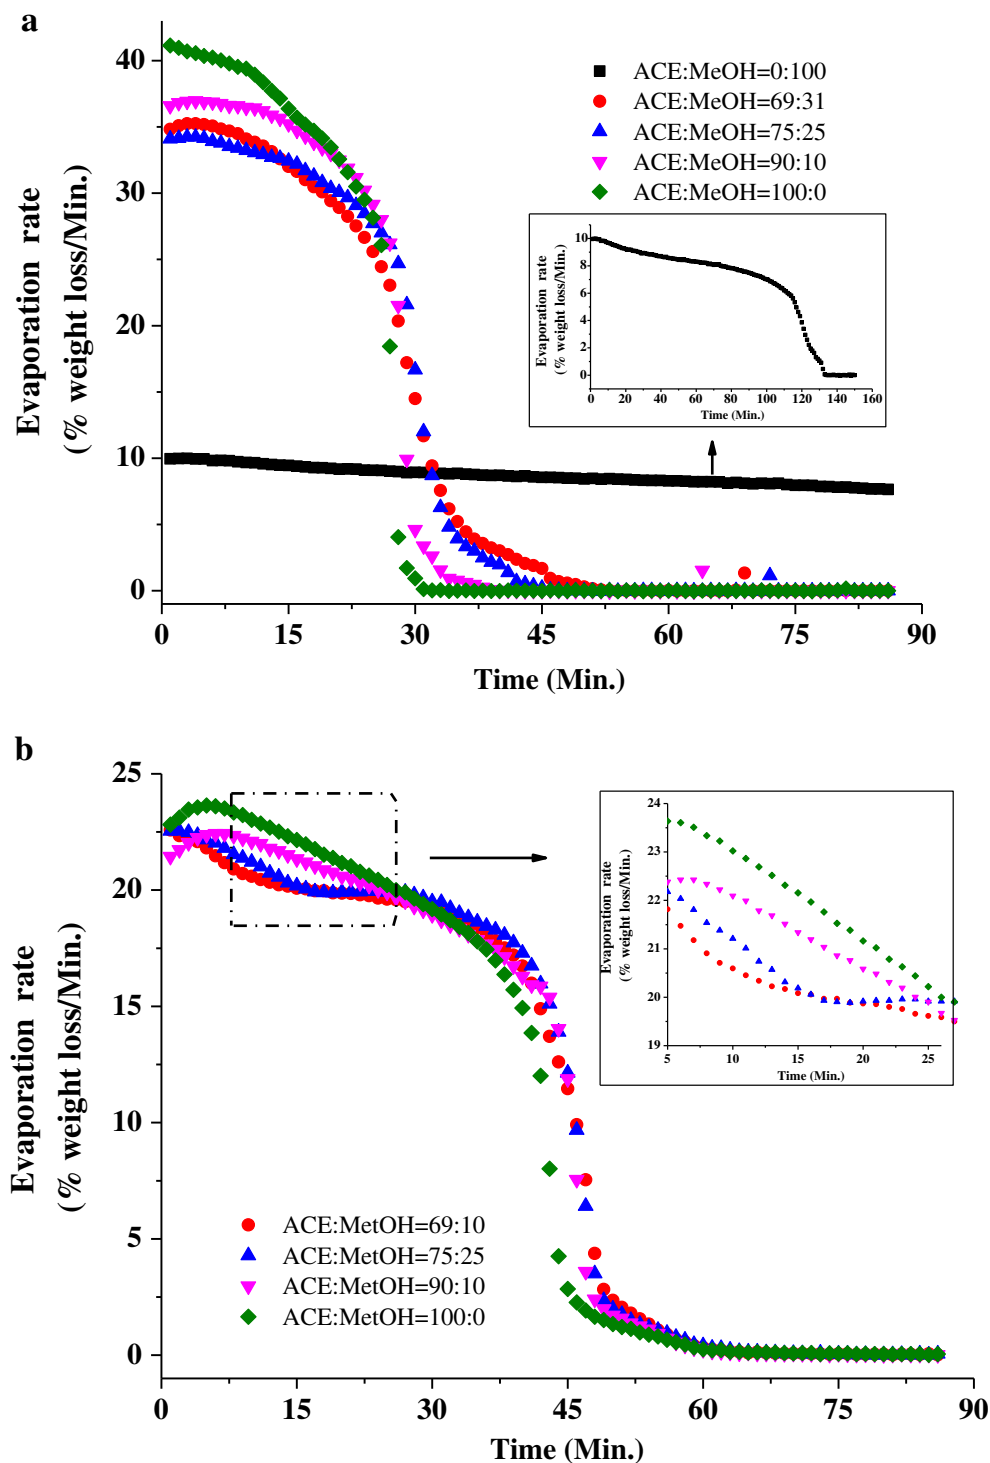 a
40
30
20
10
0
0 15 30 45 60 75 90
Evaporation rate
(% weight loss/Min.)
Time (Min.)
ACE:MeOH=0:100
ACE:MeOH=69:31
ACE:MeOH=75:25
ACE:MeOH=90:10
ACE:MeOH=100:0
10
8
6
4
2
0
0 20 40 60 80 100 120 140 160
Evaporation rate
(% weight loss/Min.)
Time (Min.)
b
25
20
15
10
5
0
0 15 30 45 60 75 90
Evaporation rate
(% weight loss/Min.)
Time (Min.)
ACE:MetOH=69:10
ACE:MetOH=75:25
ACE:MetOH=90:10
ACE:MetOH=100:0
24
23
22
21
20
19
5 10 15 20 25
Evaporation rate
(% weight loss/Min.)
Time (Min.)